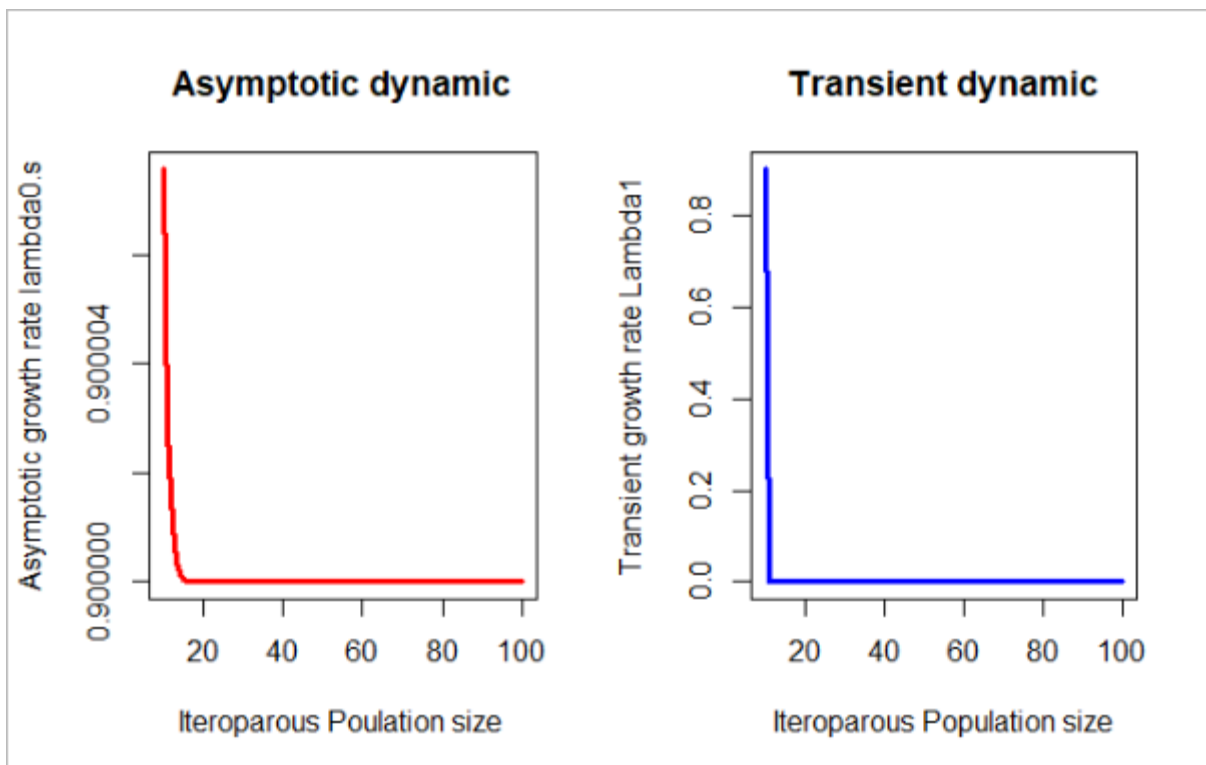 Asymptotic dynamic
Asymptotic growth rate lambda0.s
0.900004
0.900000
20 40 60 80 100
Iteroparous Poulation size
Transient dynamic
Transient growth rate Lambda1
0.8
0.6
0.4
0.2
0.0
20 40 60 80 100
Iteroparous Population size